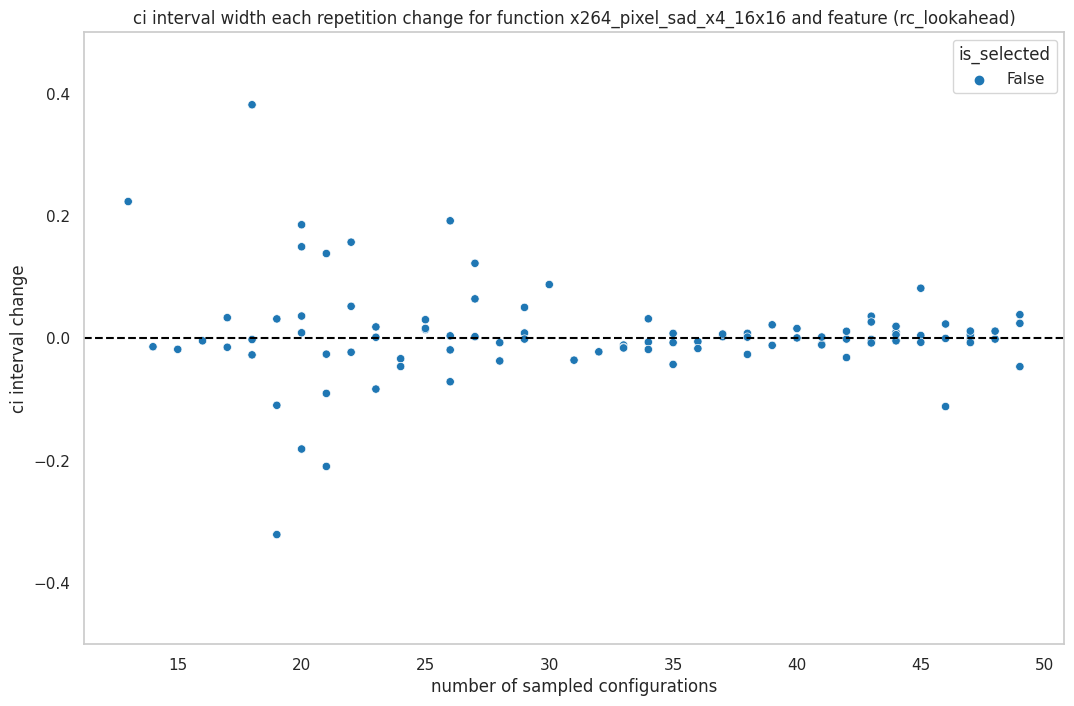 ci interval width each repetition change for function x264_pixel_sad_x4_16x16 and feature (rc_lookahead)
is_selected
False
ci interval change
0.4
0.2
0.0
−0.2
−0.4
15 20 25 30 35 40 45 50
number of sampled configurations